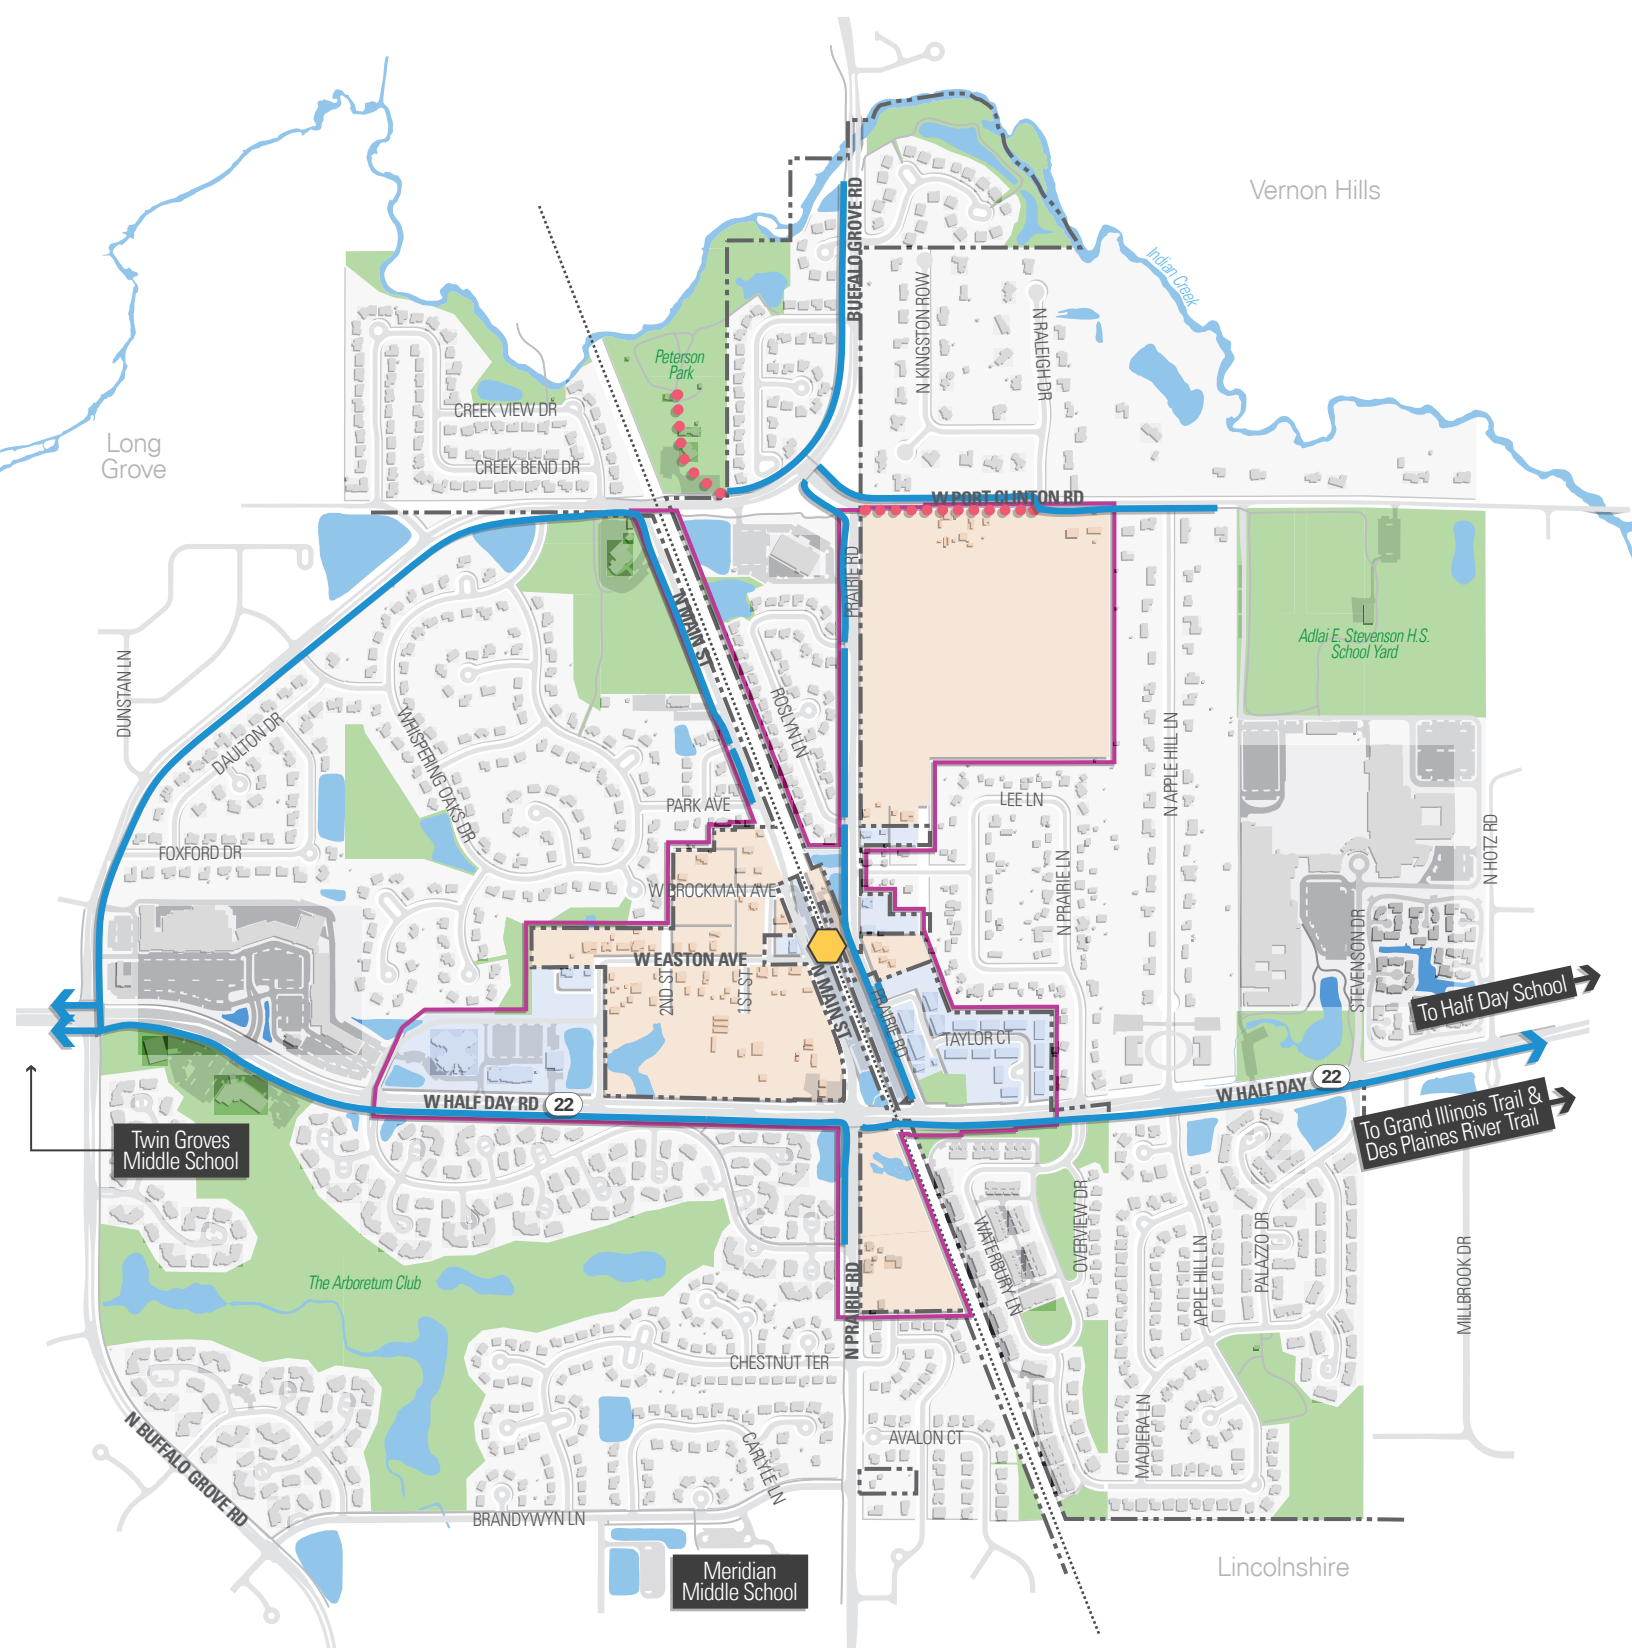 Vernon Hills
BUFFALO GROVE RD
Indian Creek
N KINGSTON ROW
N RALEIGH DR
Peterson
Park
CREEK VIEW DR
Long
Grove
CREEK BEND DR
W PORT CLINTON RD
PRAIRIE RD
N MAIN ST
Adlai E. Stevenson H.S.
School Yard
DUNSTAN LN
ROSLYN LN
DAULTON DR
WHISPERING OAKS DR
N APPLE HILL LN
PARK AVE
LEE LN
FOXFORD DR
N HOTZ RD
W BROCKMAN AVE
N PRAIRIE LN
W EASTON AVE
2ND ST
1ST ST
N MAIN ST
PRAIRIE RD
STEVENSON DR
To Half Day School
TAYLOR CT
W HALF DAY RD
22
W HALF DAY
22
To Grand Illinois Trail &
Des Plaines River Trail
Twin Groves
Middle School
WATERBURY LN
OVERVIEW DR
APPLE HILL LN
PALAZZO DR
MILLBROOK DR
The Arboretum Club
N PRAIRIE RD
CHESTNUT TER
N BUFFALO GROVE RD
CARLYLE LN
AVALON CT
MADIERA LN
BRANDYWYN LN
Meridian
Middle School
Lincolnshire